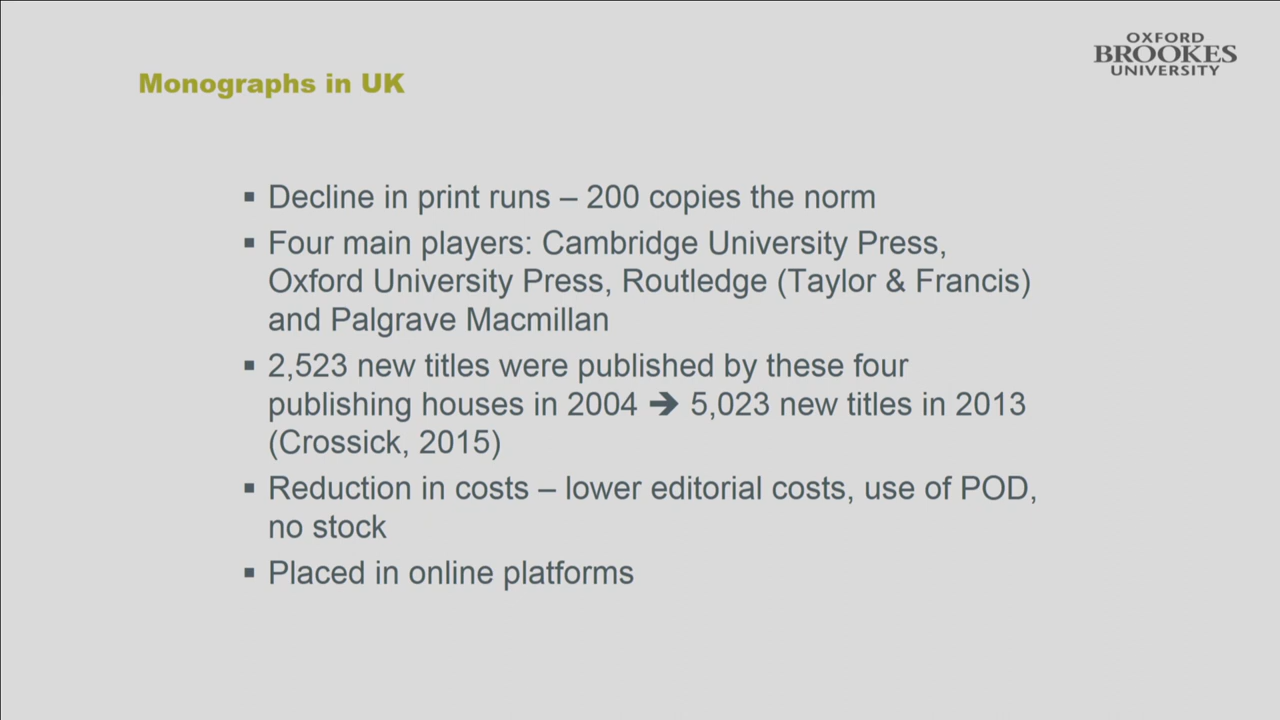 OXFORD
BROOKES
UNIVERSITY
Monographs in UK
▪ Decline in print runs – 200 copies the norm
▪ Four main players: Cambridge University Press,
Oxford University Press, Routledge (Taylor & Francis)
and Palgrave Macmillan
▪ 2,523 new titles were published by these four
publishing houses in 2004 ➔ 5,023 new titles in 2013
(Crossick, 2015)
▪ Reduction in costs – lower editorial costs, use of POD,
no stock
▪ Placed in online platforms